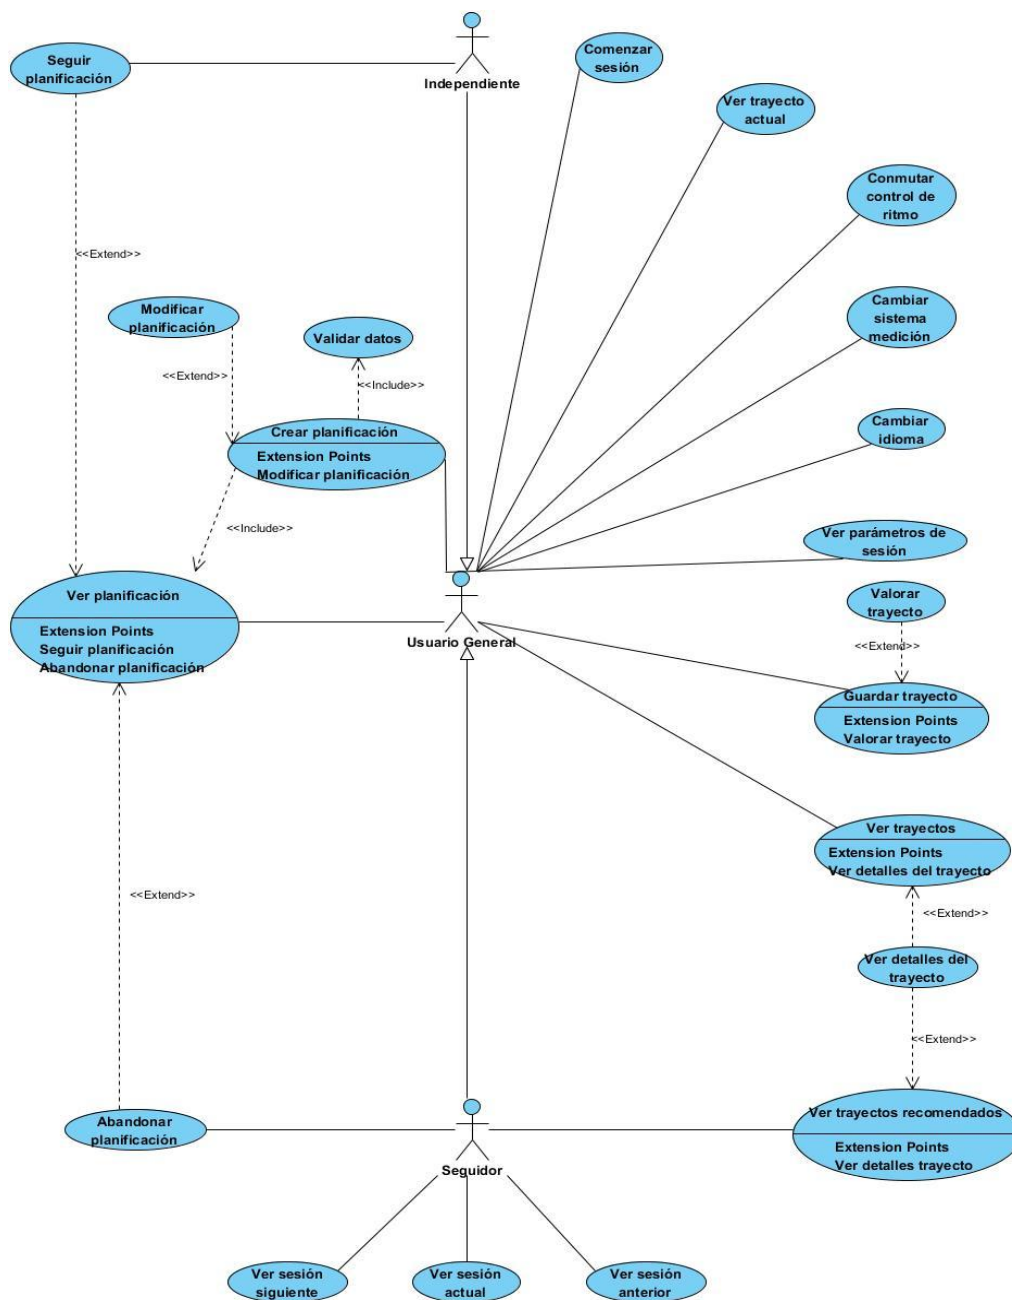 Seguir
planificación
Independiente
Comenzar
sesión
Ver trayecto
actual
Conmutar
control de
ritmo
<<Extend>>
Modificar
planificación
Validar datos
Cambiar
sistema
medición
<<Extend>>
<<Include>>
Crear planificación
Extension Points
Modificar planificación
Cambiar
idioma
<<Include>>
Ver parámetros de
sesión
Ver planificación
Extension Points
Seguir planificación
Abandonar planificación
Usuario General
Valorar
trayecto
<<Extend>>
Guardar trayecto
Extension Points
Valorar trayecto
Ver trayectos
Extension Points
Ver detalles del trayecto
<<Extend>>
<<Extend>>
Ver detalles del
trayecto
<<Extend>>
Abandonar
planificación
Seguidor
Ver trayectos recomendados
Extension Points
Ver detalles trayecto
Ver sesión
siguiente
Ver sesión
actual
Ver sesión
anterior